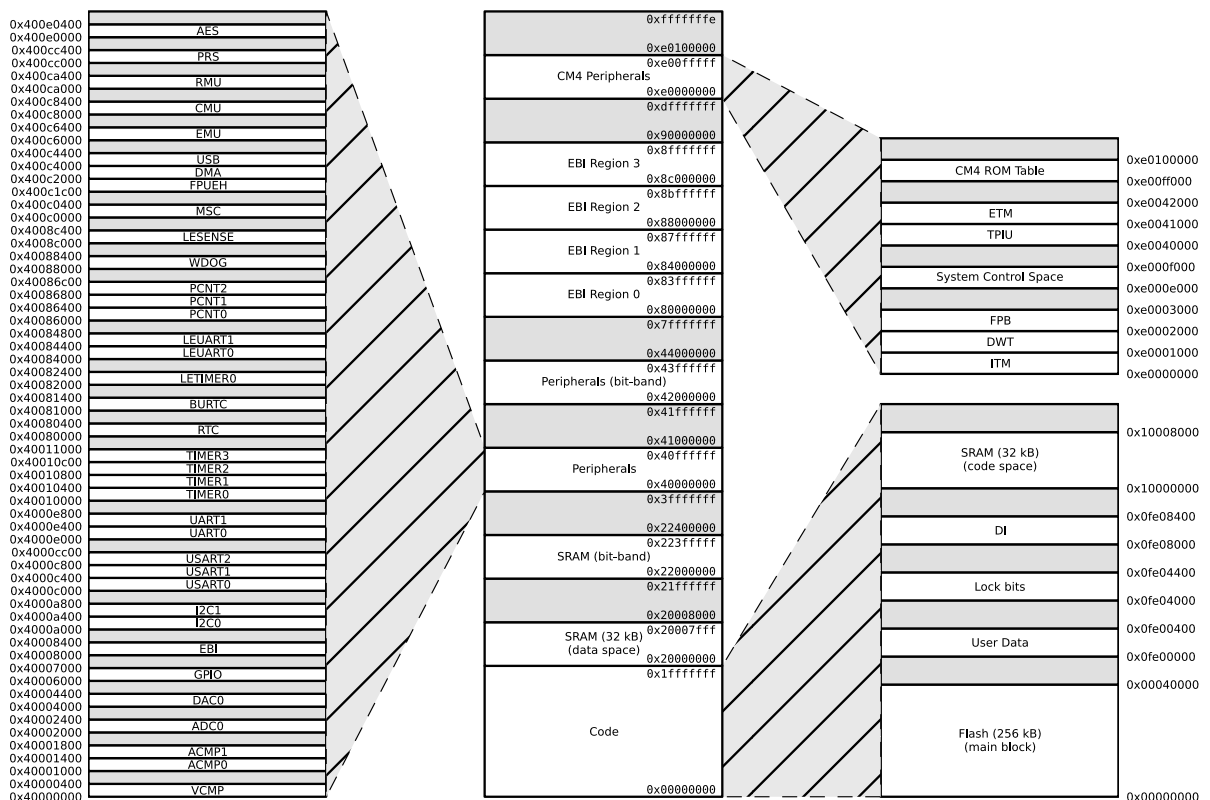 0x400e0400
AES
0x400e0000
0x400cc400
PRS
0x400cc000
0x400ca400
RMU
0x400ca000
0x400c8400
CMU
0x400c8000
0x400c6400
EMU
0x400c6000
0x400c4400
USB
0x400c4000
DMA
0x400c2000
FPUEH
0x400c1c00
0x400c0400
MSC
0x400c0000
0x4008c400
LESENSE
0x4008c000
0x40088400
WDOG
0x40088000
0x40086c00
PCNT2
0x40086800
PCNT1
0x40086400
PCNT0
0x40086000
0x40084800
LEUART1
0x40084400
LEUART0
0x40084000
0x40082400
LETIMER0
0x40082000
0x40081400
BURTC
0x40081000
0x40080400
RTC
0x40080000
0x40011000
TIMER3
0x40010c00
TIMER2
0x40010800
TIMER1
0x40010400
TIMER0
0x40010000
0x4000e800
UART1
0x4000e400
UART0
0x4000e000
0x4000cc00
USART2
0x4000c800
USART1
0x4000c400
USART0
0x4000c000
0x4000a800
I2C1
0x4000a400
I2C0
0x4000a000
0x40008400
EBI
0x40008000
0x40007000
GPIO
0x40006000
0x40004400
DAC0
0x40004000
0x40002400
ADC0
0x40002000
0x40001800
ACMP1
0x40001400
ACMP0
0x40001000
0x40000400
VCMP
0x40000000
0xfffffffe
0xe0100000
0xe00fffff
CM4 Peripherals
0xe0000000
0xdfffffff
0x90000000
0x8fffffff
EBI Region 3
0x8c000000
0x8bffffff
EBI Region 2
0x88000000
0x87ffffff
EBI Region 1
0x84000000
0x83ffffff
EBI Region 0
0x80000000
0x7fffffff
0x44000000
0x43ffffff
Peripherals (bit-band)
0x42000000
0x41ffffff
0x41000000
0x40ffffff
Peripherals
0x40000000
0x3fffffff
0x22400000
0x223fffff
SRAM (bit-band)
0x22000000
0x21ffffff
0x20008000
0x20007fff
SRAM (32 kB)
(data space)
0x20000000
0x1fffffff
Code
0x00000000
0xe0100000
CM4 ROM Table
0xe00ff000
0xe0042000
ETM
0xe0041000
TPIU
0xe0040000
0xe000f000
System Control Space
0xe000e000
0xe0003000
FPB
0xe0002000
DWT
0xe0001000
ITM
0xe0000000
0x10008000
SRAM (32 kB)
(code space)
0x10000000
0x0fe08400
DI
0x0fe08000
0x0fe04400
Lock bits
0x0fe04000
0x0fe00400
User Data
0x0fe00000
0x00040000
Flash (256 kB)
(main block)
0x00000000